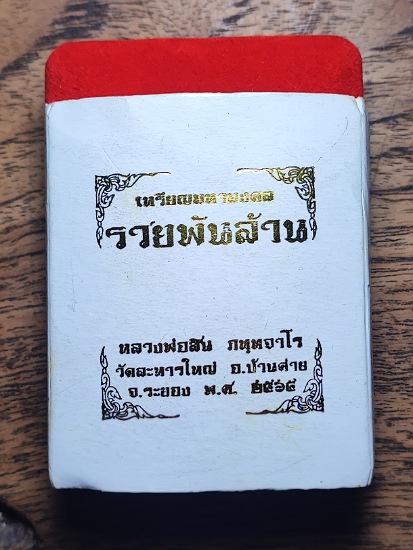 เหรียญมหามงคล
รวยพันล้าน
หลวงพ่อสิน ภทฺทจาโร
วัดละหารใหญ่ อ.บ้านค่าย
จ.ระยอง พ.ศ. ๒๕๖๕